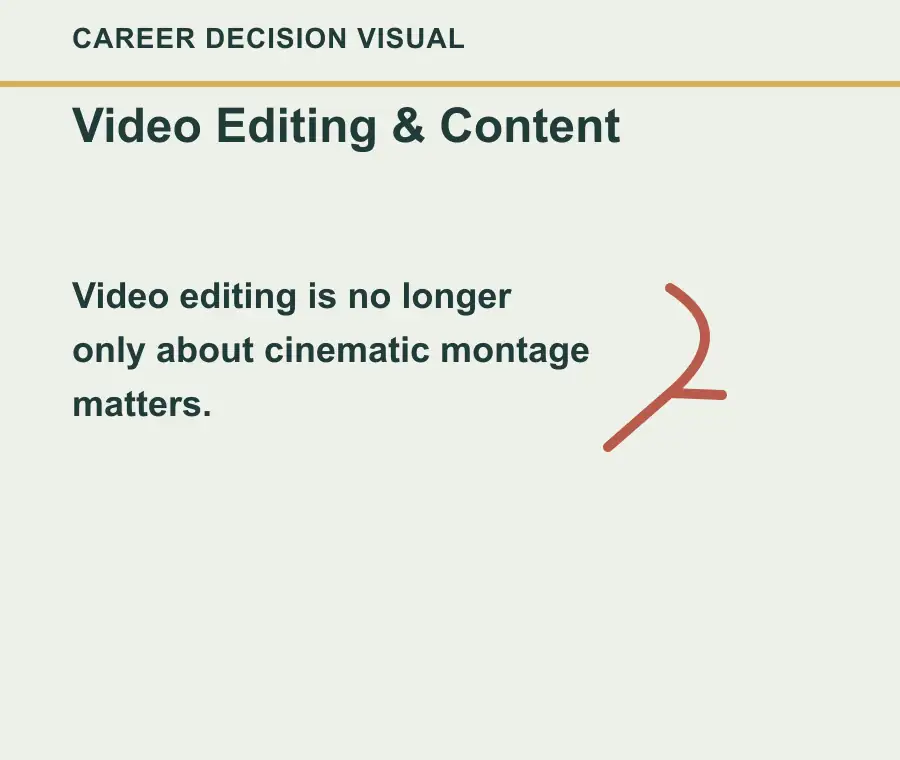 CAREER DECISION VISUAL
Video Editing & Content
Video editing is no longer
only about cinematic montage
matters.